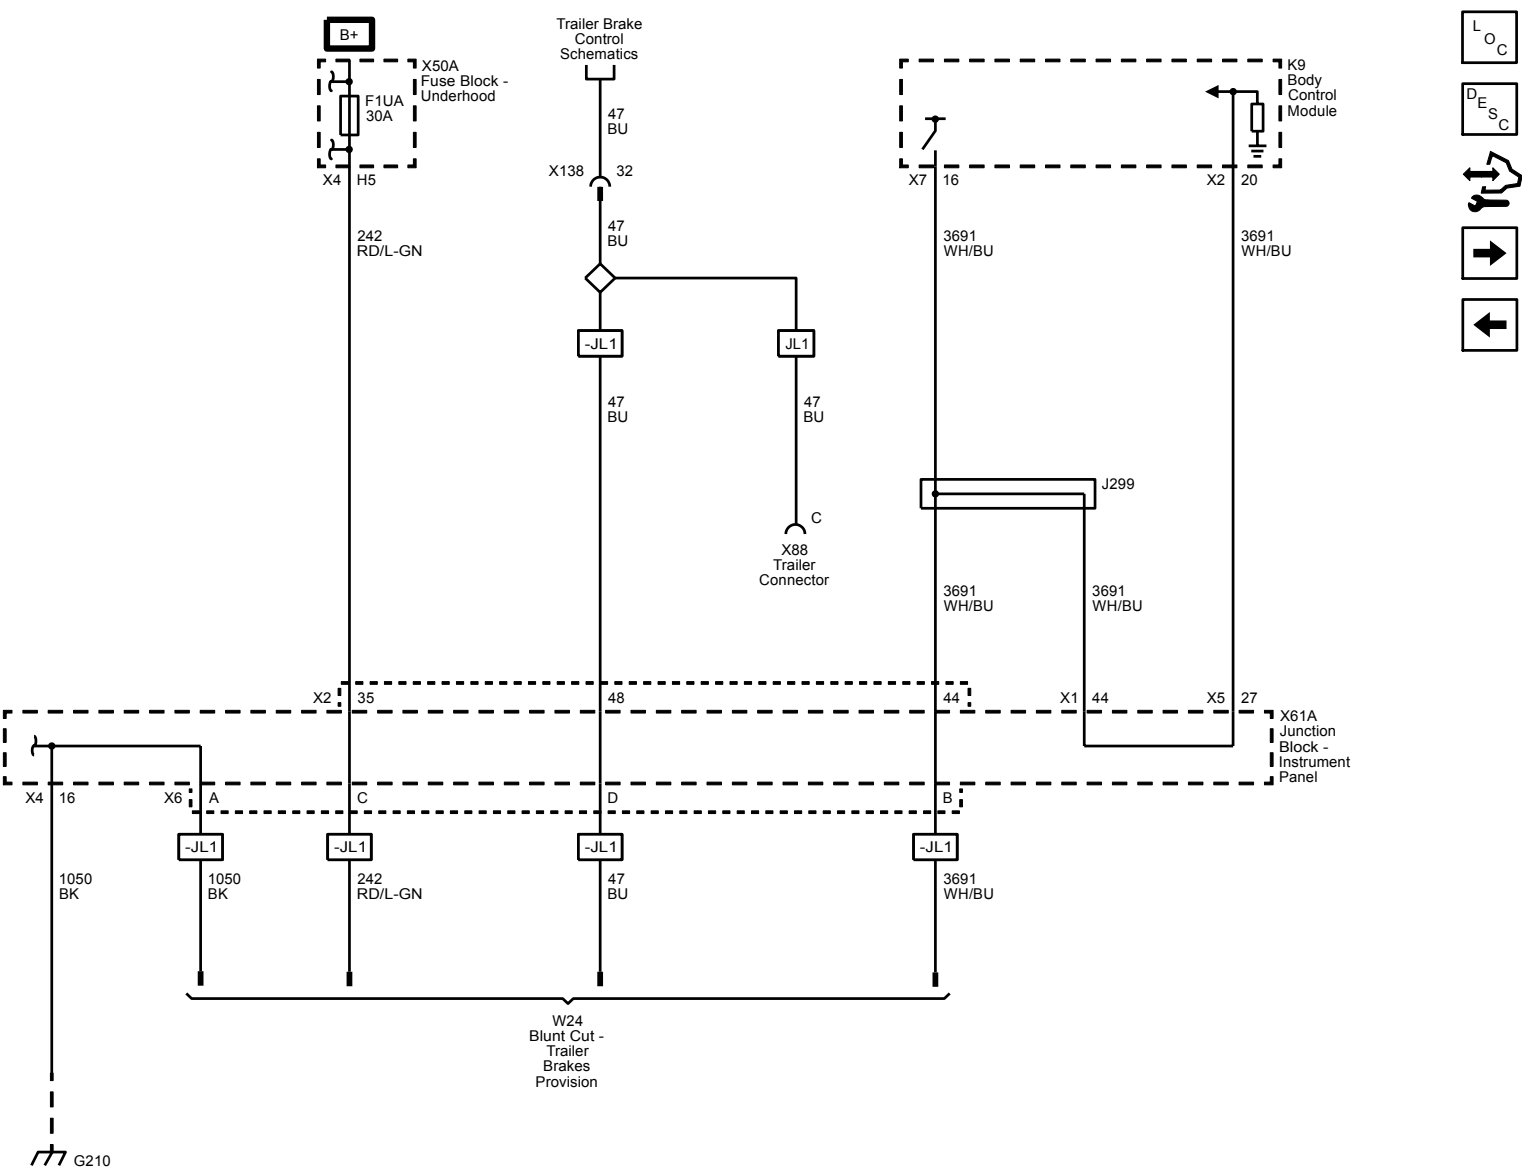 B+
X50A
Fuse Block -
Underhood
F1UA
30A
X4 H5
242
RD/L-GN
Trailer Brake
Control
Schematics
47
BU
X138 32
47
BU
-JL1
JL1
47
BU
47
BU
C
X88
Trailer
Connector
K9
Body
Control
Module
X7 16
X2 20
3691
WH/BU
3691
WH/BU
J299
3691
WH/BU
3691
WH/BU
LOC
DESC
X2 35
48
44
X1 44
X5 27
X61A
Junction
Block -
Instrument
Panel
X4 16
X6 A
C
D
B
-JL1
-JL1
-JL1
-JL1
1050
BK
1050
BK
242
RD/L-GN
47
BU
3691
WH/BU
W24
Blunt Cut -
Trailer
Brakes
Provision
G210